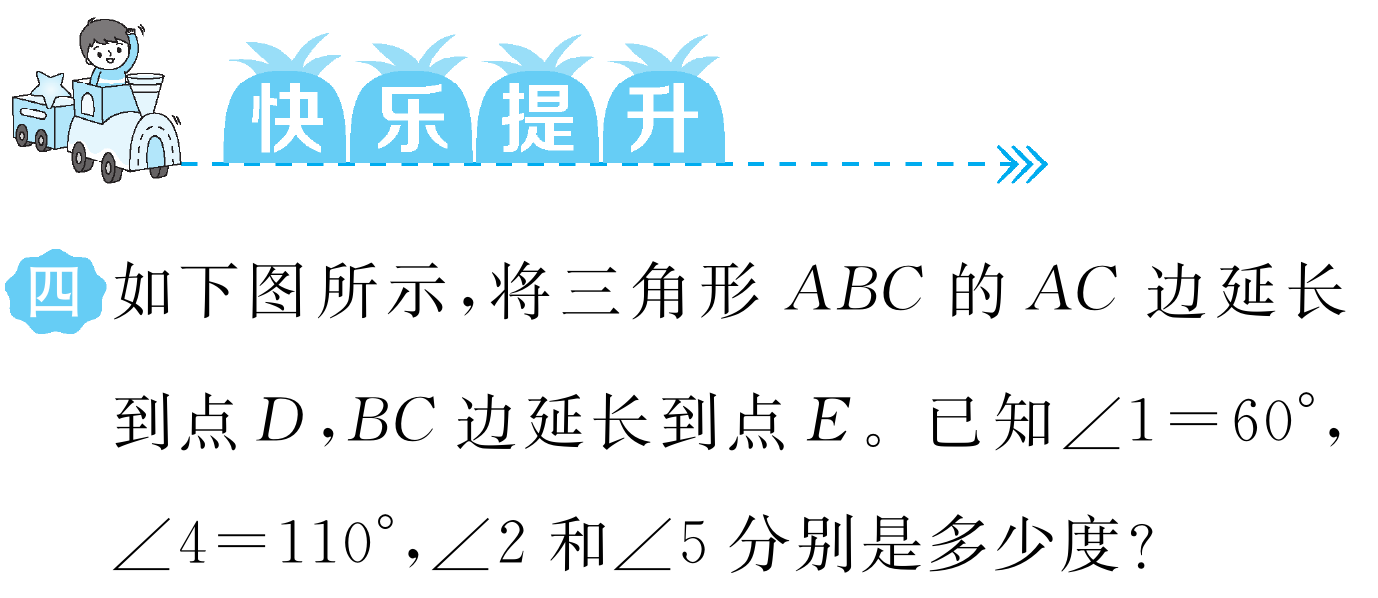 快乐提升
四 如下图所示,将三角形 ABC 的 AC 边延长
到点 D,BC 边延长到点 E。已知∠1=60°,
∠4=110°,∠2 和∠5 分别是多少度?